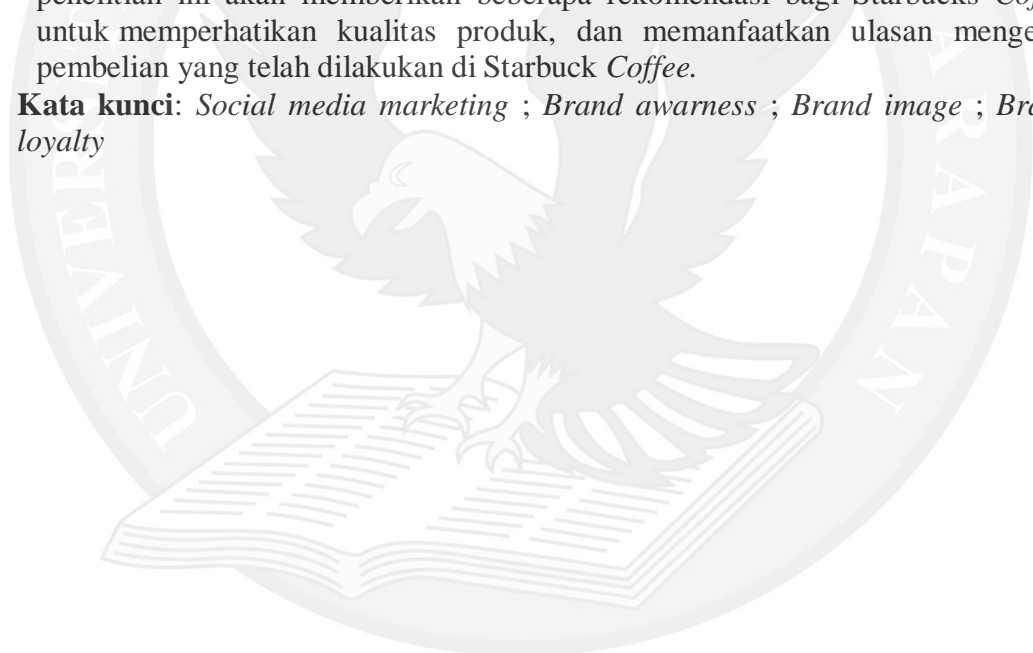 penelitian ini akan memberikan beberapa rekomendasi bagi Starbucks
untuk memperhatikan kualitas produk, dan memanfaatkan ulasan
pembelian yang telah dilakukan di Starbuck Coffee.
Kata kunci: Social media marketing ; Brand awarness ; Brand image ;
loyalty